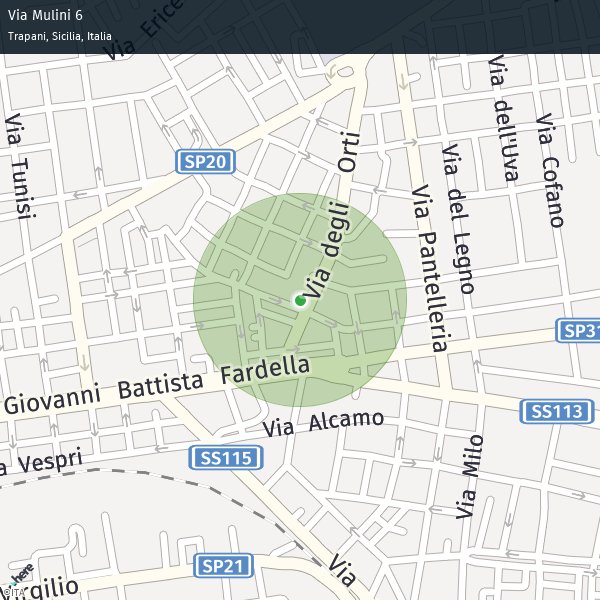 Via Mulini 6
Trapani, Sicilia, Italia
Via Erice
Via Tunisi
SP20
Via degli Orti
Via dell'Uva
Via Cofano
Via del Legno
Via Pantelleria
SP31
Giovanni Battista Fardella
SS113
Via Alcamo
a Vespri
SS115
Via Milo
SP21
Via
Virgilio
here
©ITA